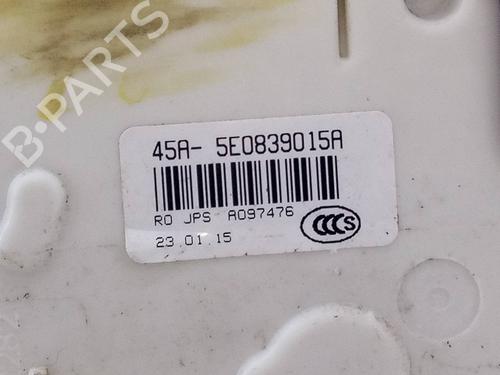 B-PARTS
45A- 5E0839015A
RO JPS A097476
23.01.15
CCCS